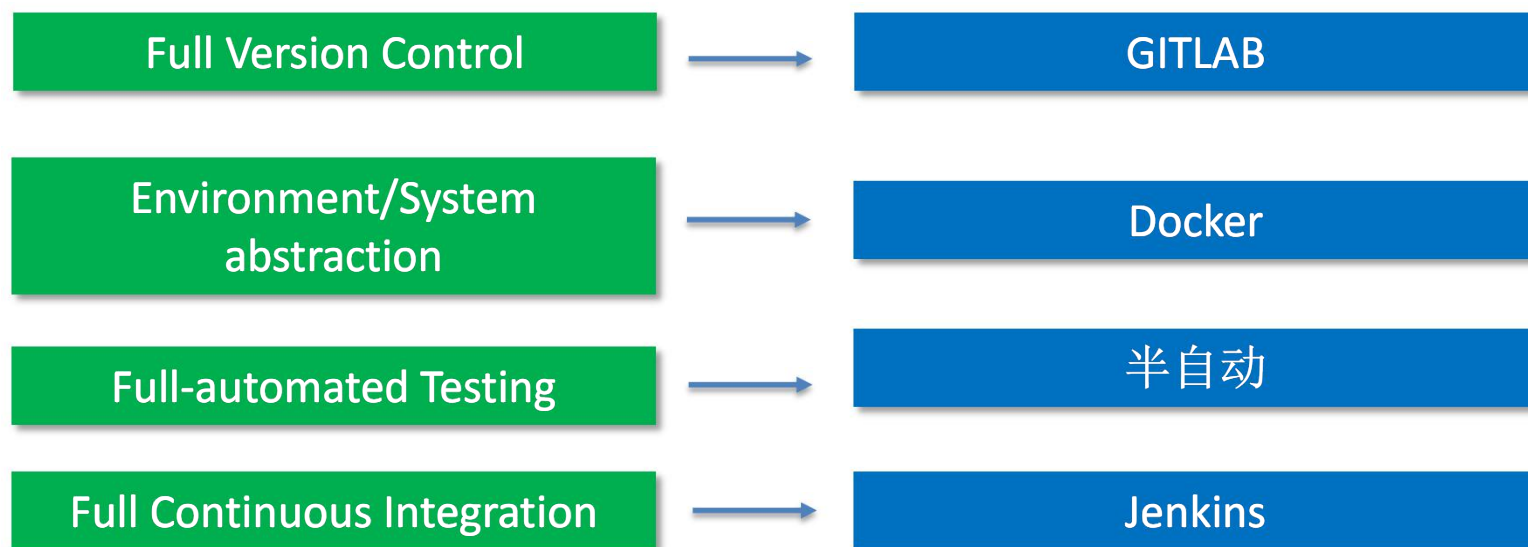 Full Version Control
GITLAB
Environment/System
abstraction
Docker
Full-automated Testing
半自动
Full Continuous Integration
Jenkins